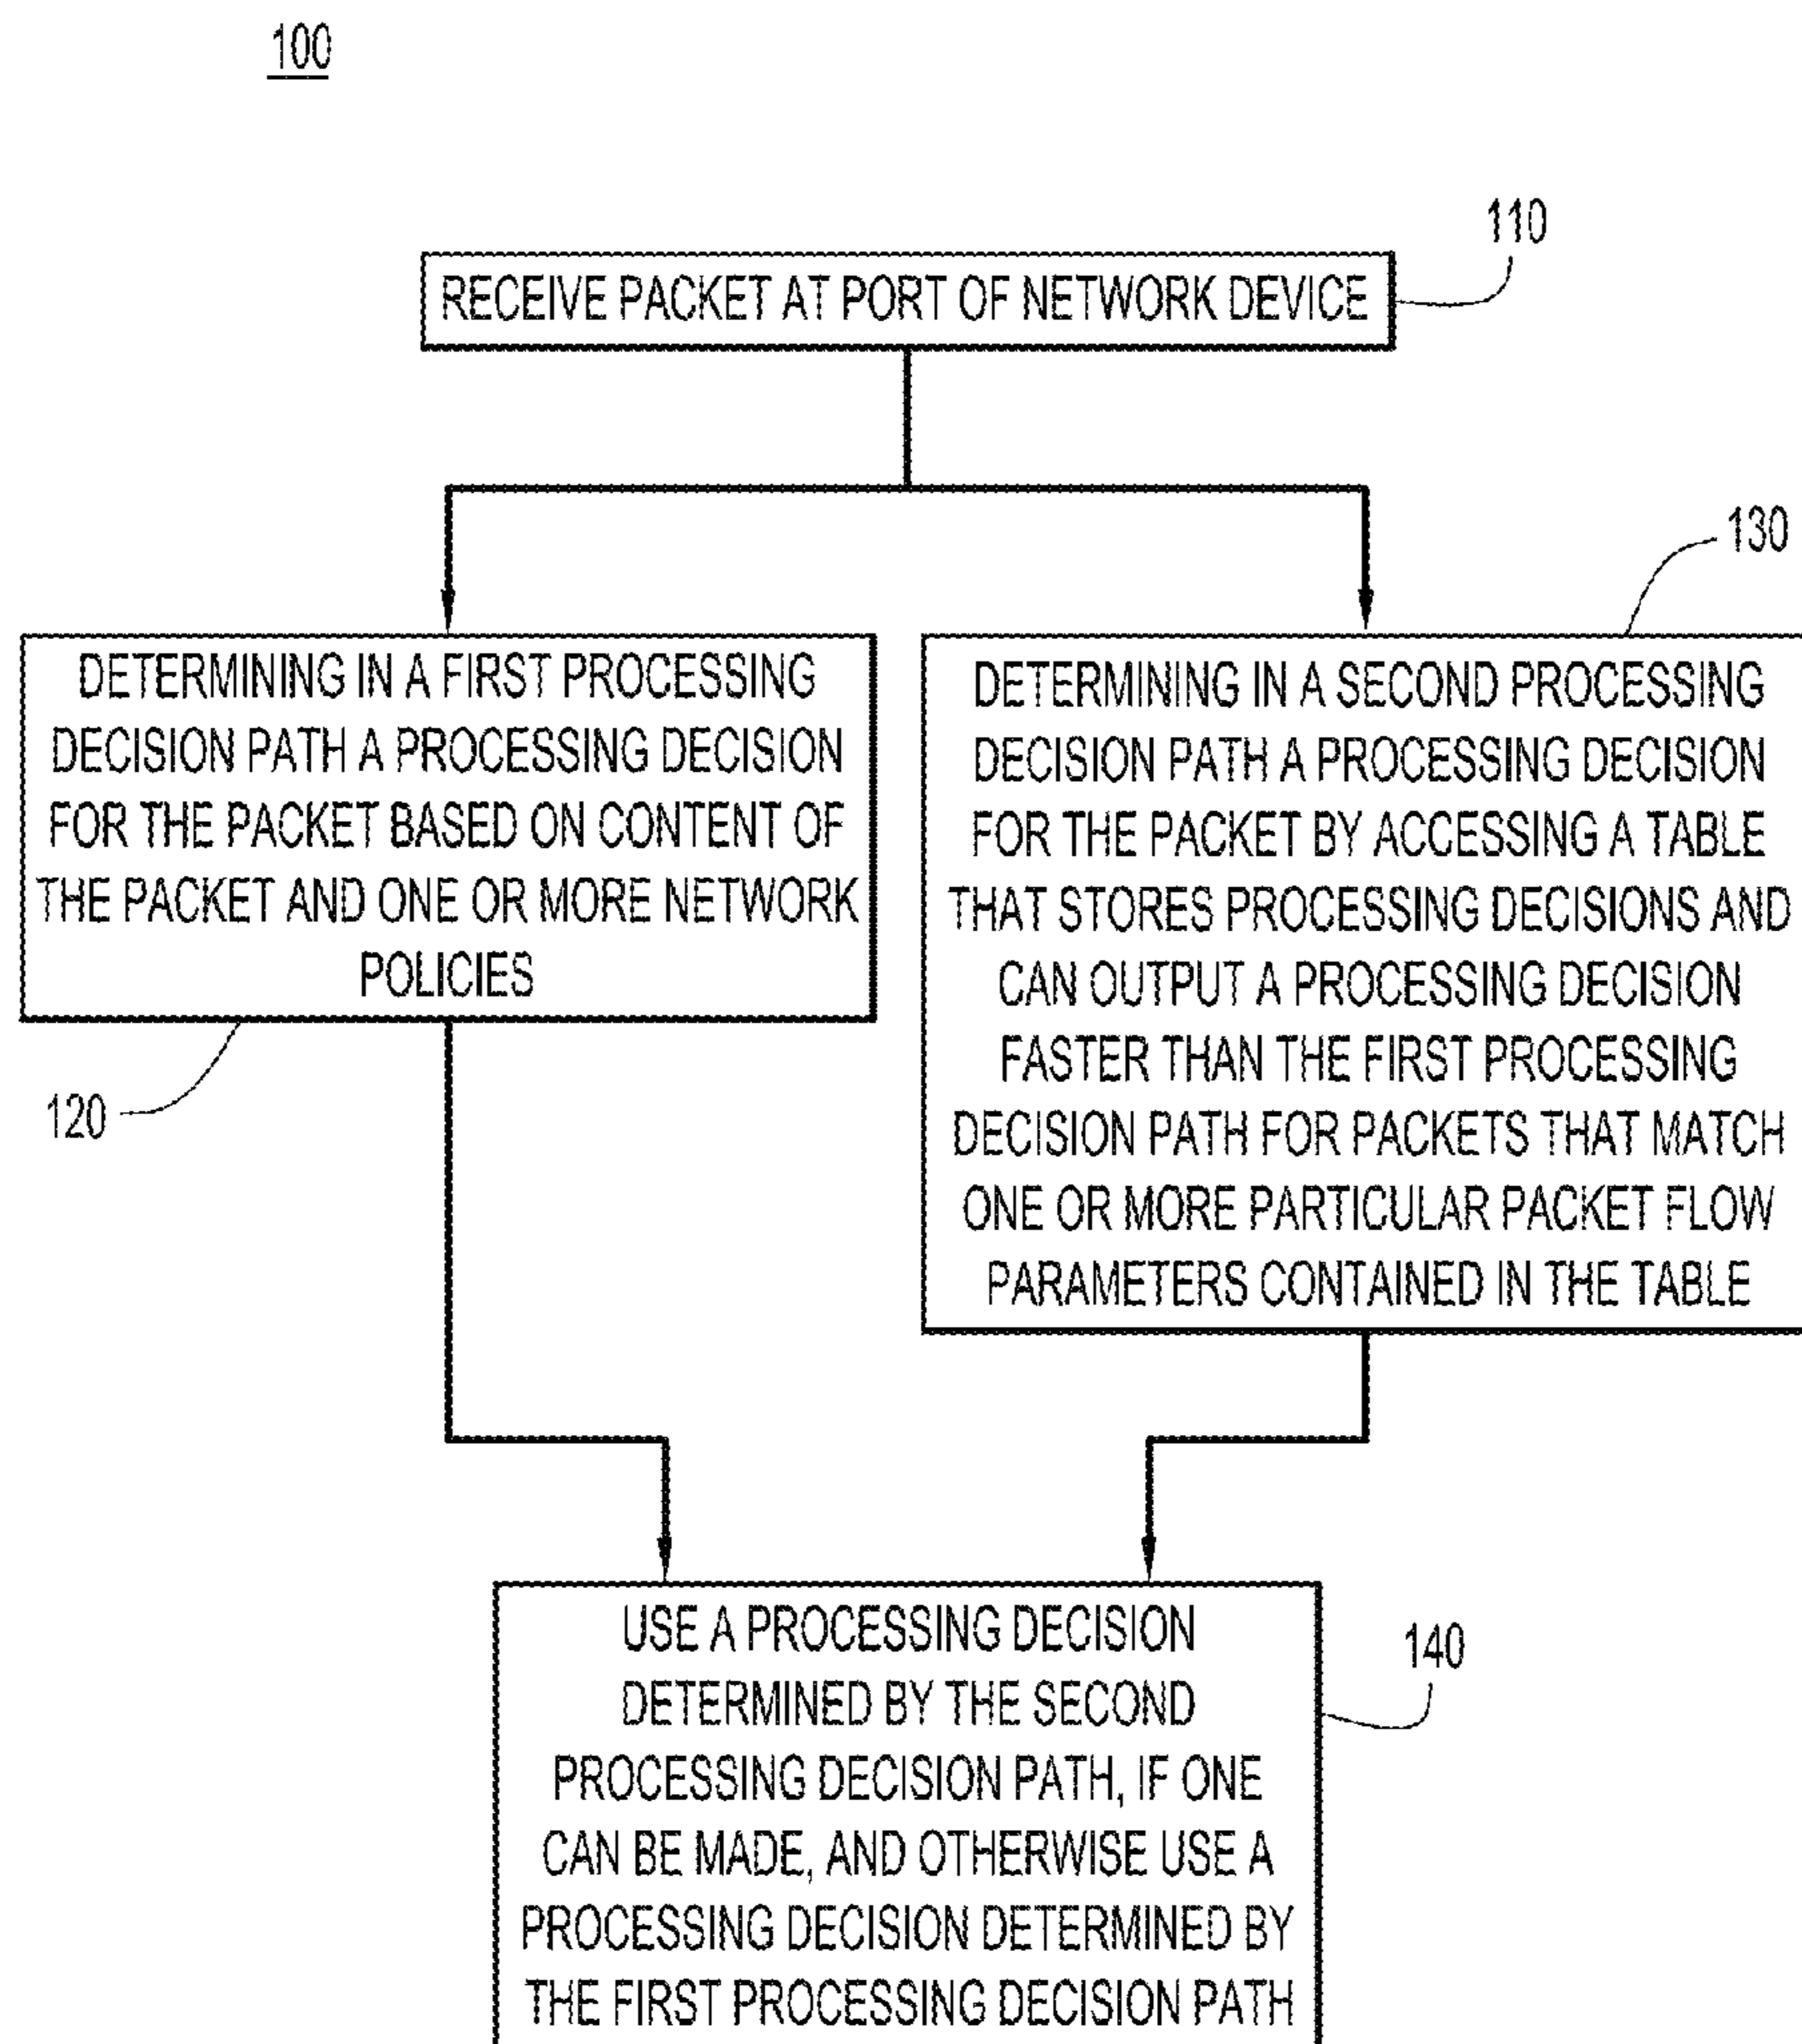 100
110
RECEIVE PACKET AT PORT OF NETWORK DEVICE
DETERMINING IN A FIRST PROCESSING
DECISION PATH A PROCESSING DECISION
FOR THE PACKET BASED ON CONTENT OF
THE PACKET AND ONE OR MORE NETWORK
POLICIES
120
130
DETERMINING IN A SECOND PROCESSING
DECISION PATH A PROCESSING DECISION
FOR THE PACKET BY ACCESSING A TABLE
THAT STORES PROCESSING DECISIONS AND
CAN OUTPUT A PROCESSING DECISION
FASTER THAN THE FIRST PROCESSING
DECISION PATH FOR PACKETS THAT MATCH
ONE OR MORE PARTICULAR PACKET FLOW
PARAMETERS CONTAINED IN THE TABLE
USE A PROCESSING DECISION
DETERMINED BY THE SECOND
PROCESSING DECISION PATH, IF ONE
CAN BE MADE, AND OTHERWISE USE A
PROCESSING DECISION DETERMINED BY
THE FIRST PROCESSING DECISION PATH
140